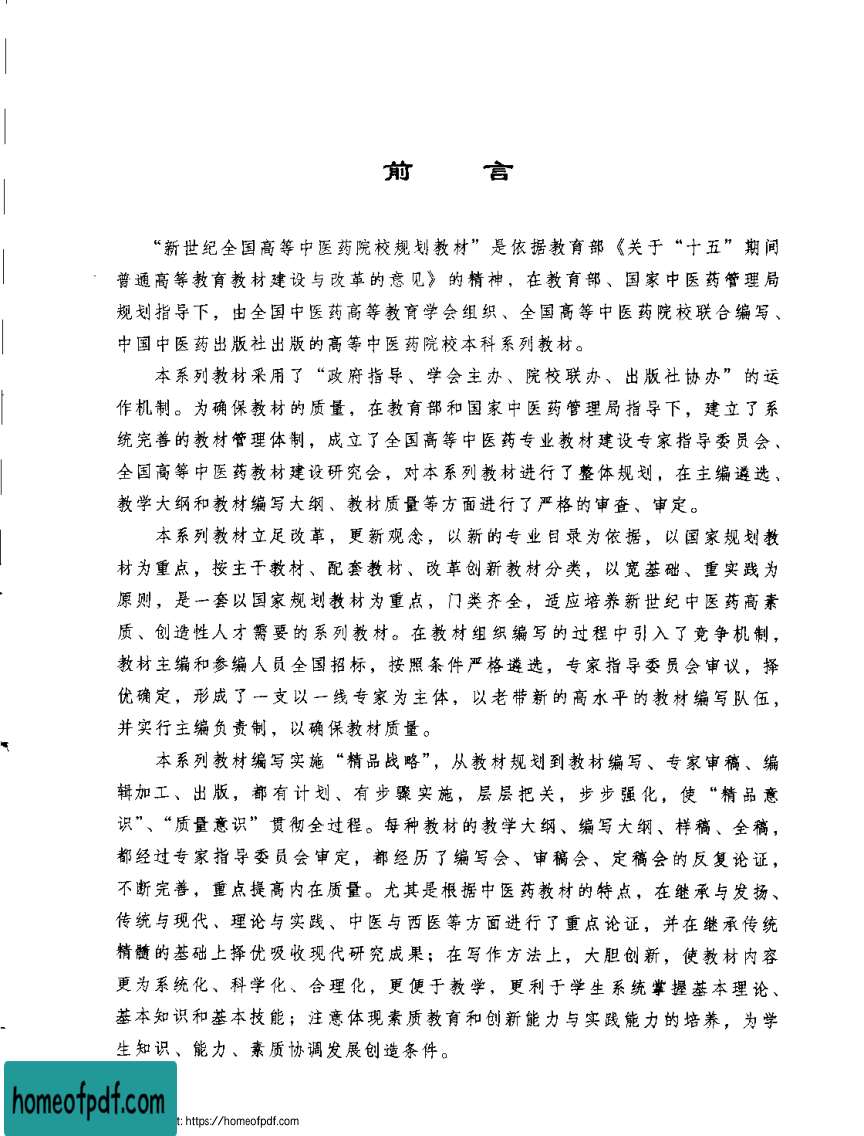 前 言
“新世纪全国高等中医药院校规划教材”是依据教育部《关于“十五”期间
普通高等教育教材建设与改革的意见》的精神，在教育部、国家中医药管理局
规划指导下，由全国中医药高等教育学会组织、全国高等中医药院校联合编写、
中国中医药出版社出版的高等中医药院校本科系列教材。
本系列教材采用了“政府指导、学会主办、院校联办、出版社协办”的运
作机制。为确保教材的质量，在教育部和国家中医药管理局指导下，建立了系
统完善的教材管理体制，成立了全国高等中医药专业教材建设专家指导委员会、
全国高等中医药教材建设研究会，对本系列教材进行了整体规划，在主编遴选、
教学大纲和教材编写大纲、教材质量等方面进行了严格的审查、审定。
本系列教材立足改革，更新观念，以新的专业目录为依据，以国家规划教
材为重点，按主干教材、配套教材、改革创新教材分类，以宽基础、重实践为
原则，是一套以国家规划教材为重点，门类齐全，适应培养新世纪中医药高素
质、创造性人才需要的系列教材。在教材组织编写的过程中引入了竞争机制，
教材主编和参编人员全国招标，按照条件严格遴选，专家指导委员会审议，择
优确定，形成了一支以一线专家为主体，以老带新的高水平的教材编写队伍，
并实行主编负责制，以确保教材质量。
本系列教材编写实施“精品战略”，从教材规划到教材编写、专家审稿、编
辑加工、出版，都有计划、有步骤实施，层层把关，步步强化，使“精品意
识”、“质量意识”贯彻全过程。每种教材的教学大纲、编写大纲、样稿、全稿，
都经过专家指导委员会审定，都经历了编写会、审稿会、定稿会的反复论证，
不断完善，重点提高内在质量。尤其是根据中医药教材的特点，在继承与发扬、
传统与现代、理论与实践、中医与西医等方面进行了重点论证，并在继承传统
精髓的基础上择优吸收现代研究成果；在写作方法上，大胆创新，使教材内容
更为系统化、科学化、合理化，更便于教学，更利于学生系统掌握基本理论、
基本知识和基本技能；注意体现素质教育和创新能力与实践能力的培养，为学
生知识、能力、素质协调发展创造条件。
homeofpdf.com
t: https://homeofpdf.com